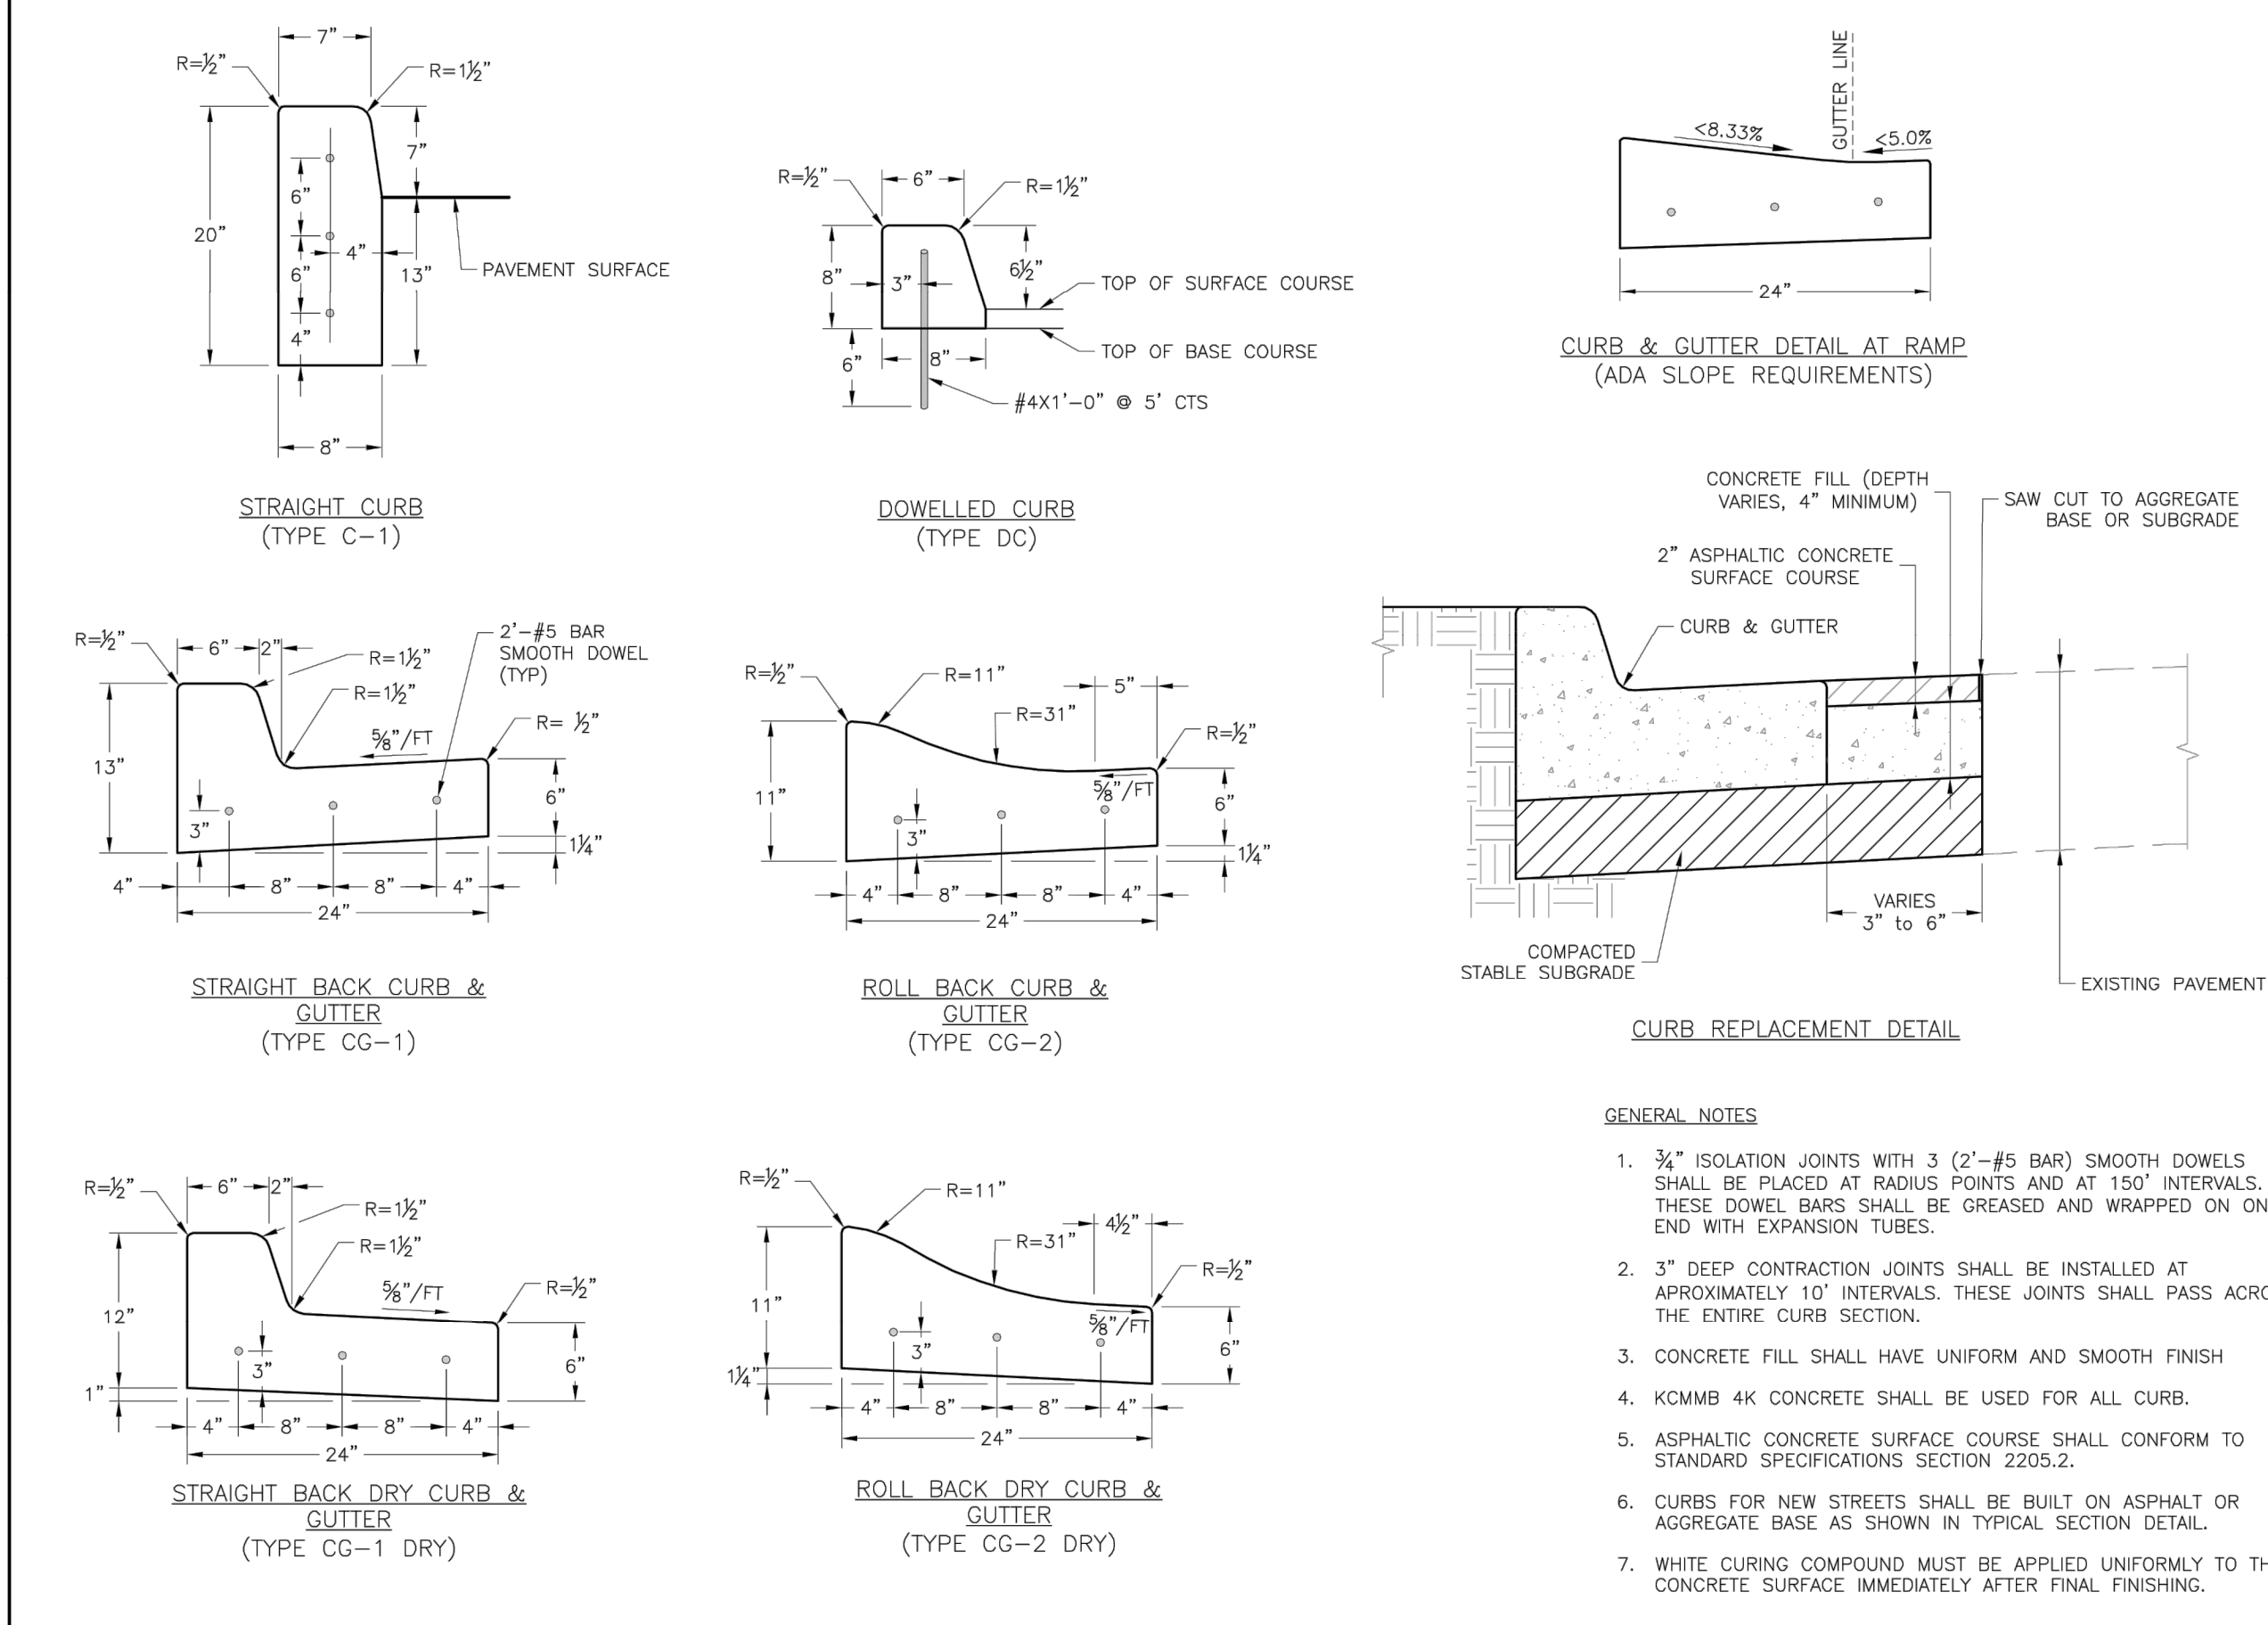 7"
R=½"
R=1½"
7"
6"
20"
4"
6"
13"
PAVEMENT SURFACE
4"
8"
STRAIGHT CURB
(TYPE C-1)
R=½"
6"
R=1½"
8"
3"
6½"
TOP OF SURFACE COURSE
TOP OF BASE COURSE
6"
8"
#4X1'-0" @ 5' CTS
DOWELLED CURB
(TYPE DC)
GUTTER LINE
<8.33%
<5.0%
24"
CURB & GUTTER DETAIL AT RAMP
(ADA SLOPE REQUIREMENTS)
R=½"
6"
2"
R=1½"
R=1½"
2'-#5 BAR
SMOOTH DOWEL
(TYP)
R= ½"
⅝"/FT
13"
6"
3"
1¼"
4"
8"
8"
4"
24"
STRAIGHT BACK CURB &
GUTTER
(TYPE CG-1)
R=½"
R=11"
5"
R=31"
R=½"
11"
⅝"/FT
6"
3"
1¼"
4"
8"
8"
4"
24"
ROLL BACK CURB &
GUTTER
(TYPE CG-2)
CONCRETE FILL (DEPTH
VARIES, 4" MINIMUM)
SAW CUT TO AGGREGATE
BASE OR SUBGRADE
2" ASPHALTIC CONCRETE
SURFACE COURSE
CURB & GUTTER
VARIES
3" to 6"
COMPACTED
STABLE SUBGRADE
EXISTING PAVEMENT
CURB REPLACEMENT DETAIL
R=½"
6"
2"
R=1½"
R=1½"
⅝"/FT
R=½"
12"
3"
6"
1"
4"
8"
8"
4"
24"
STRAIGHT BACK DRY CURB &
GUTTER
(TYPE CG-1 DRY)
R=½"
R=11"
4½"
R=31"
R=½"
11"
⅝"/FT
3"
6"
1¼"
4"
8"
8"
4"
24"
ROLL BACK DRY CURB &
GUTTER
(TYPE CG-2 DRY)
GENERAL NOTES
1. ¾" ISOLATION JOINTS WITH 3 (2'-#5 BAR) SMOOTH DOWELS
SHALL BE PLACED AT RADIUS POINTS AND AT 150' INTERVALS.
THESE DOWEL BARS SHALL BE GREASED AND WRAPPED ON
END WITH EXPANSION TUBES.
2. 3" DEEP CONTRACTION JOINTS SHALL BE INSTALLED AT
APROXIMATELY 10' INTERVALS. THESE JOINTS SHALL PASS
THE ENTIRE CURB SECTION.
3. CONCRETE FILL SHALL HAVE UNIFORM AND SMOOTH FINISH
4. KCMMB 4K CONCRETE SHALL BE USED FOR ALL CURB.
5. ASPHALTIC CONCRETE SURFACE COURSE SHALL CONFORM TO
STANDARD SPECIFICATIONS SECTION 2205.2.
6. CURBS FOR NEW STREETS SHALL BE BUILT ON ASPHALT OR
AGGREGATE BASE AS SHOWN IN TYPICAL SECTION DETAIL.
7. WHITE CURING COMPOUND MUST BE APPLIED UNIFORMLY TO
CONCRETE SURFACE IMMEDIATELY AFTER FINAL FINISHING.